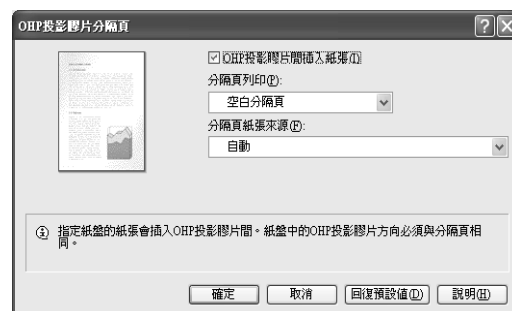 OHP投影膠片分隔頁
OHP投影膠片間插入紙張(I)
分隔頁列印(P):
空白分隔頁
分隔頁紙張來源(F):
自動
指定紙盤的紙張會插入OHP投影膠片間。紙盤中的OHP投影膠片方向必須與分隔頁相
同。
確定 取消 回復預設值(D) 說明(H)